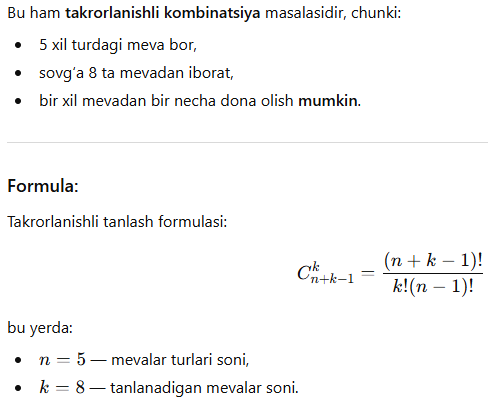 Bu ham takrorlanishli kombinatsiya masalasidir, chunki:
• 5 xil turdagi meva bor,
• sovg‘a 8 ta mevadan iborat,
• bir xil mevadan bir necha dona olish mumkin.
Formula:
Takrorlanishli tanlash formulasi:
C^k_{n+k−1} = (n + k − 1)! / k!(n − 1)!
bu yerda:
• n = 5 — mevalar turlari soni,
• k = 8 — tanlanadigan mevalar soni.